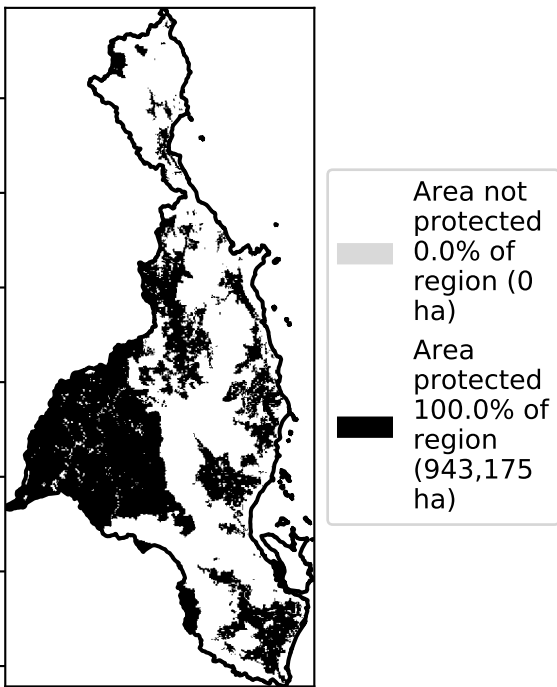 Area not
protected
0.0% of
region (0
ha)
Area
protected
100.0% of
region
(943,175
ha)